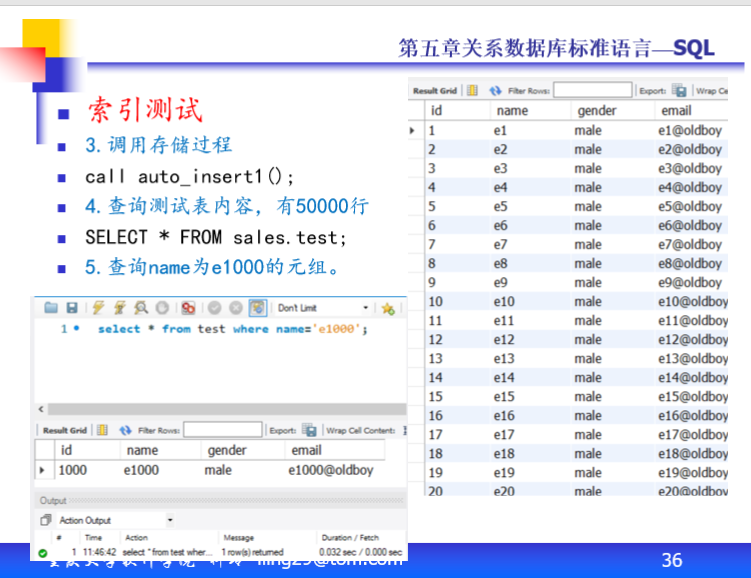 第五章关系数据库标准语言—SQL
索引测试
3.调用存储过程
call auto_insert1();
4.查询测试表内容，有50000行
SELECT * FROM sales.test;
5.查询name为e1000的元组。
Don't Limit
1 select * from test where name='e1000';
Result Grid Filter Rows: Export: Wrap Cell Content:
id name gender email
1000 e1000 male e1000@oldboy
Output
Action Output
# Time Action Message Duration / Fetch
1 11:46:42 select * from test wher... 1 row(s) returned 0.032 sec / 0.000 sec
Result Grid Filter Rows: Export: Wrap Ce
id name gender email
1 e1 male e1@oldboy
2 e2 male e2@oldboy
3 e3 male e3@oldboy
4 e4 male e4@oldboy
5 e5 male e5@oldboy
6 e6 male e6@oldboy
7 e7 male e7@oldboy
8 e8 male e8@oldboy
9 e9 male e9@oldboy
10 e10 male e10@oldboy
11 e11 male e11@oldboy
12 e12 male e12@oldboy
13 e13 male e13@oldboy
14 e14 male e14@oldboy
15 e15 male e15@oldboy
16 e16 male e16@oldboy
17 e17 male e17@oldboy
18 e18 male e18@oldboy
19 e19 male e19@oldboy
20 e20 male e20@oldboy
36